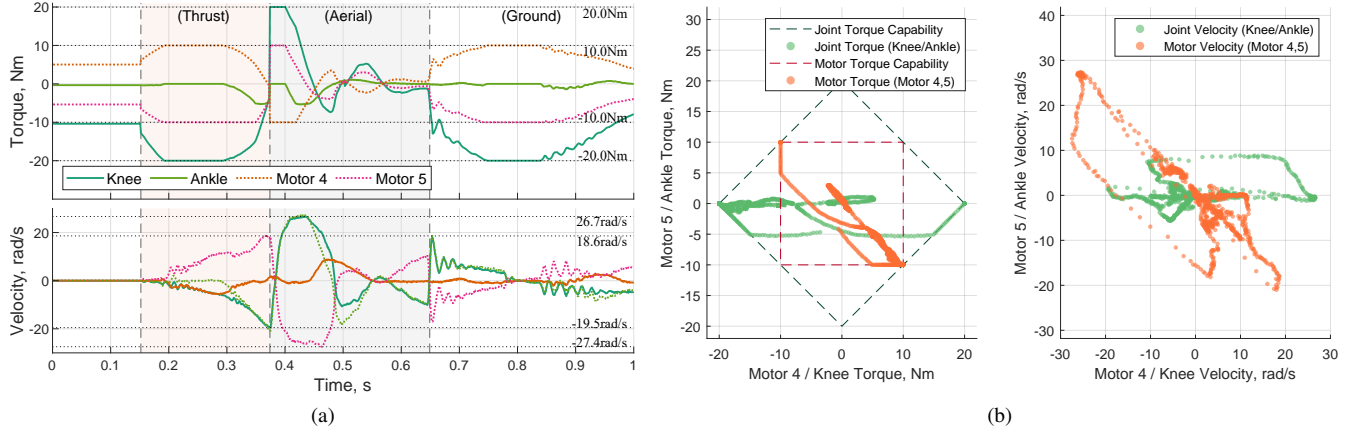 (Thrust) (Aerial) (Ground)
20.0Nm
10.0Nm
-10.0Nm
-20.0Nm
20
10
0
-10
-20
Torque, Nm
Knee Ankle Motor 4 Motor 5
26.7rad/s
18.6rad/s
-19.5rad/s
-27.4rad/s
20
0
-20
Velocity, rad/s
0 0.1 0.2 0.3 0.4 0.5 0.6 0.7 0.8 0.9 1
Time, s
(a)
Joint Torque Capability
Joint Torque (Knee/Ankle)
Motor Torque Capability
Motor Torque (Motor 4,5)
30
25
20
15
10
5
0
-5
-10
-15
-20
Motor 5 / Ankle Torque, Nm
-20 -10 0 10 20
Motor 4 / Knee Torque, Nm
Joint Velocity (Knee/Ankle)
Motor Velocity (Motor 4,5)
40
30
20
10
0
-10
-20
-30
Motor 5 / Ankle Velocity, rad/s
-30 -20 -10 0 10 20 30
Motor 4 / Knee Velocity, rad/s
(b)